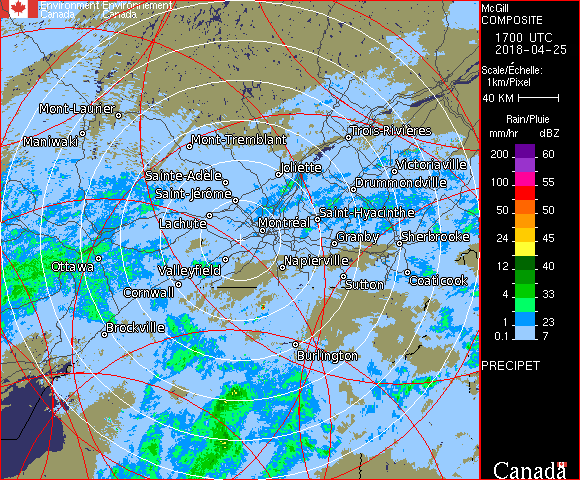 Environment Environnement
Canada Canada
McGill
COMPOSITE
1700 UTC
2018-04-25
Scale/Échelle:
1km/Pixel
40 KM
Rain/Pluie
mm/hr dBZ
200 60
100 55
50 50
24 45
12 40
4 33
1 23
0.1 7
PRECIPET
Canada
Mont-Laurier
Maniwaki
Mont-Tremblant
Trois-Rivières
Joliette
Victoriaville
Sainte-Adèle
Drummondville
Saint-Jérôme
Saint-Hyacinthe
Lachute
Montréal
Granby
Sherbrooke
Ottawa
Valleyfield
Napierville
Coaticook
Cornwall
Sutton
Brockville
Burlington